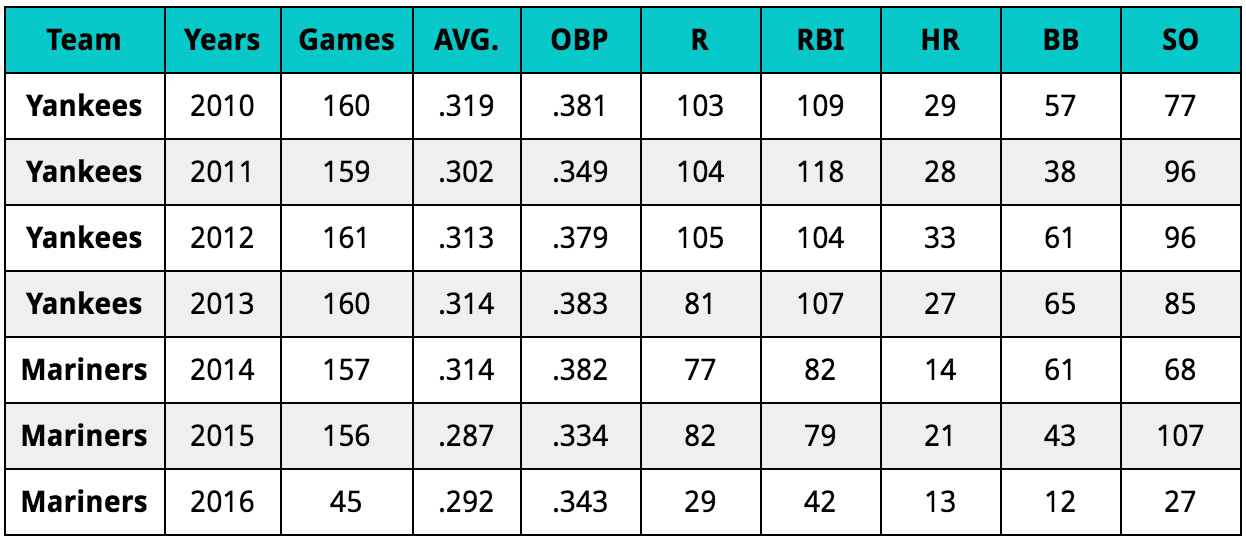 Team Years Games AVG. OBP R RBI HR BB SO
Yankees 2010 160 .319 .381 103 109 29 57 77
Yankees 2011 159 .302 .349 104 118 28 38 96
Yankees 2012 161 .313 .379 105 104 33 61 96
Yankees 2013 160 .314 .383 81 107 27 65 85
Mariners 2014 157 .314 .382 77 82 14 61 68
Mariners 2015 156 .287 .334 82 79 21 43 107
Mariners 2016 45 .292 .343 29 42 13 12 27